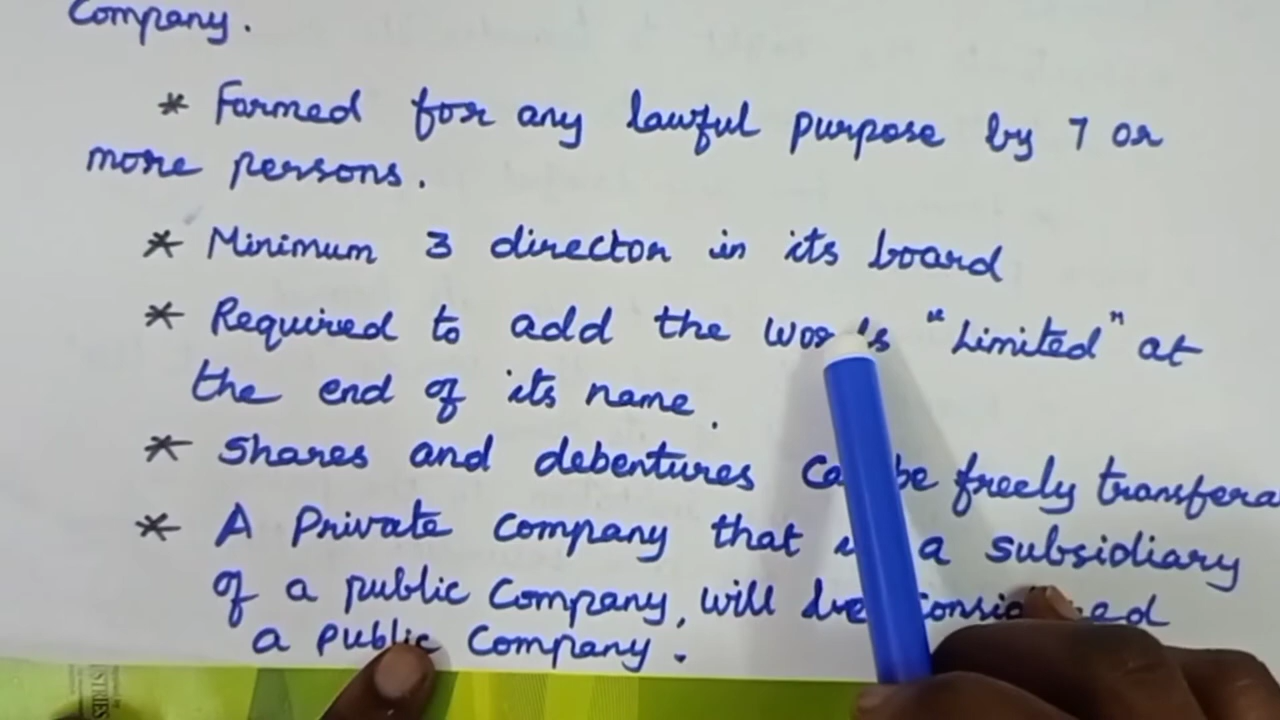 Company.
* Formed for any lawful purpose by 7 or
more persons.
* Minimum 3 director in its board
* Required to add the words "Limited" at
the end of its name.
* Shares and debentures be freely
* A Private Company that a subsidiary
of a public Company, will
a public Company.